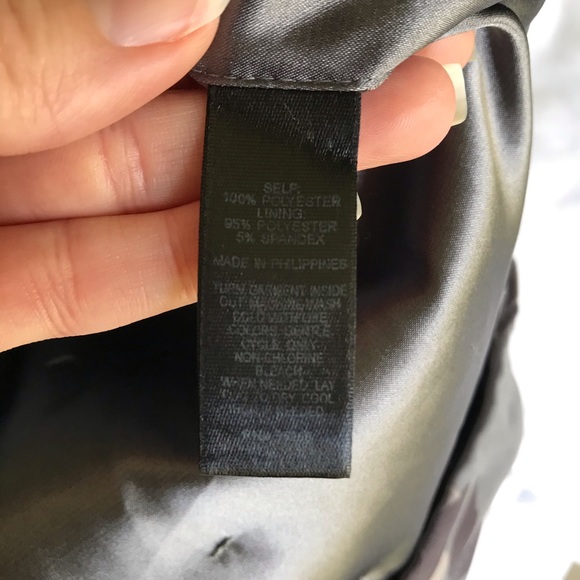 SELF:
100% POLYESTER
LINING:
95% POLYESTER
5% SPANDEX
MADE IN PHILIPPINES
TURN GARMENT INSIDE
OUT MACHINE WASH
COLD WITH LIKE
COLORS GENTLE
CYCLE ONLY
NON-CHLORINE
BLEACH
WHEN NEEDED LAY
FLAT TO DRY COOL
IRON IF NEEDED